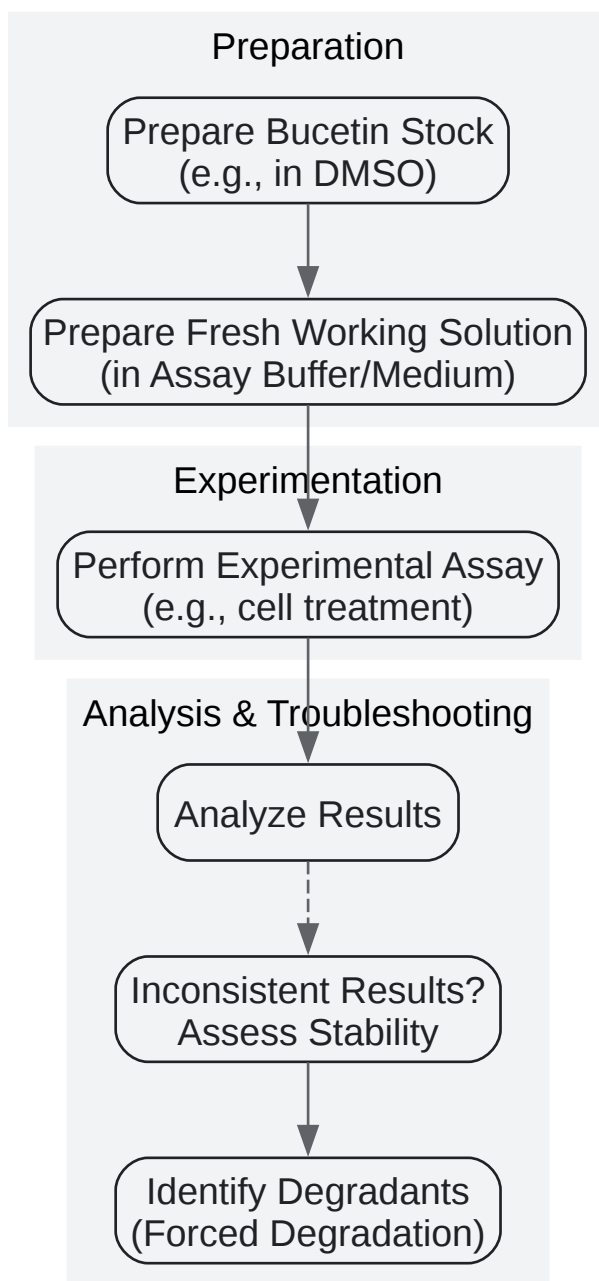 Preparation
Prepare Bucetin Stock
(e.g., in DMSO)
Prepare Fresh Working Solution
(in Assay Buffer/Medium)
Experimentation
Perform Experimental Assay
(e.g., cell treatment)
Analysis & Troubleshooting
Analyze Results
Inconsistent Results?
Assess Stability
Identify Degradants
(Forced Degradation)